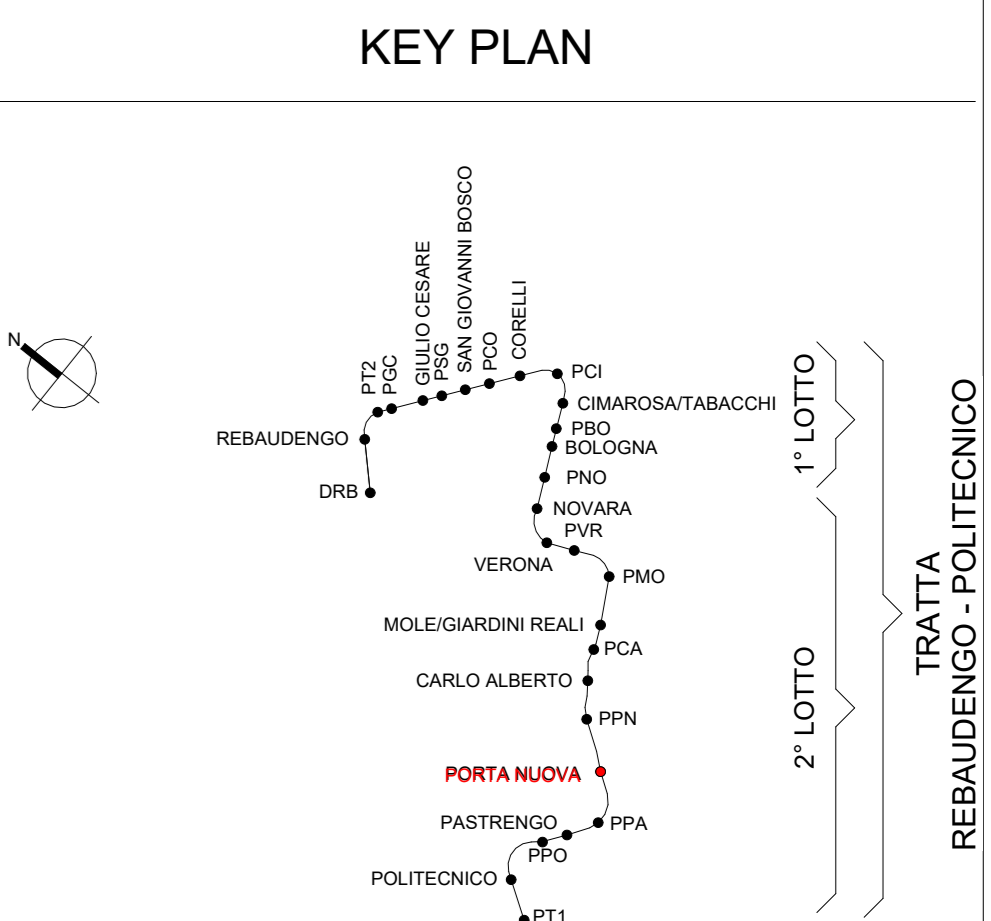 KEY PLAN
N
PT2
PGC
GIULIO CESARE
PSG
SAN GIOVANNI BOSCO
PCO
CORELLI
PCI
CIMAROSA/TABACCHI
REBAUDENGO
PBO
BOLOGNA
DRB
PNO
NOVARA
PVR
VERONA
PMO
MOLE/GIARDINI REALI
PCA
CARLO ALBERTO
PPN
PORTA NUOVA
PASTRENGO
PPA
PPO
POLITECNICO
PT1
1° LOTTO
2° LOTTO
TRATTA
REBAUDENGO - POLITECNICO